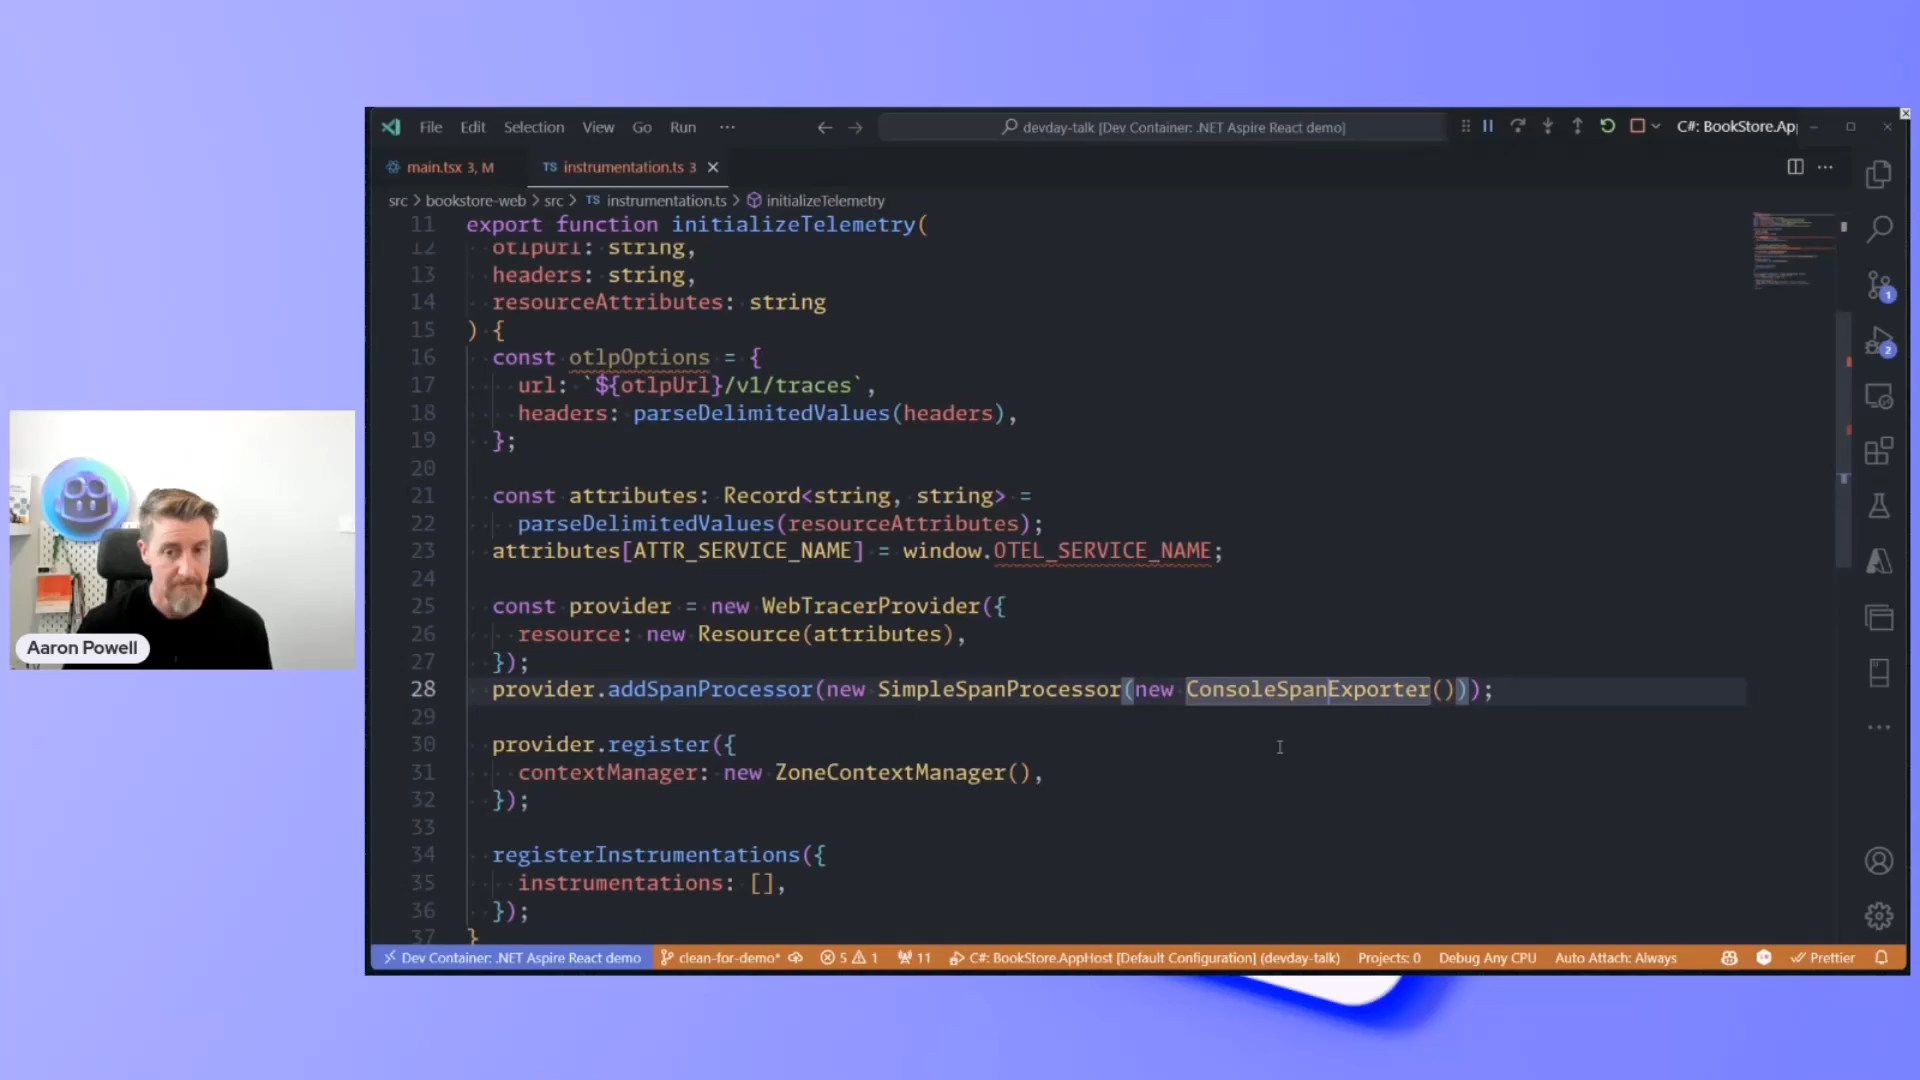 File Edit Selection View Go Run ··· devday-talk [Dev Container: .NET Aspire React demo] C#: BookStore.Ap
main.tsx 3, M TS instrumentation.ts 3
src > bookstore-web > src > TS instrumentation.ts > initializeTelemetry
11 export function initializeTelemetry(
12 otlpUrl: string,
13 headers: string,
14 resourceAttributes: string
15 ) {
16 const otlpOptions = {
17 url: `${otlpUrl}/v1/traces`,
18 headers: parseDelimitedValues(headers),
19 };
20
21 const attributes: Record<string, string> =
22 parseDelimitedValues(resourceAttributes);
23 attributes[ATTR_SERVICE_NAME] = window.OTEL_SERVICE_NAME;
24
25 const provider = new WebTracerProvider({
26 resource: new Resource(attributes),
27 });
28 provider.addSpanProcessor(new SimpleSpanProcessor(new ConsoleSpanExporter()));
29
30 provider.register({
31 contextManager: new ZoneContextManager(),
32 });
33
34 registerInstrumentations({
35 instrumentations: [],
36 });
37 }
1
2
Aaron Powell
Dev Container: .NET Aspire React demo clean-for-demo* 5 1 11 C#: BookStore.AppHost [Default Configuration] (devday-talk) Projects: 0 Debug Any CPU Auto Attach: Always Prettier